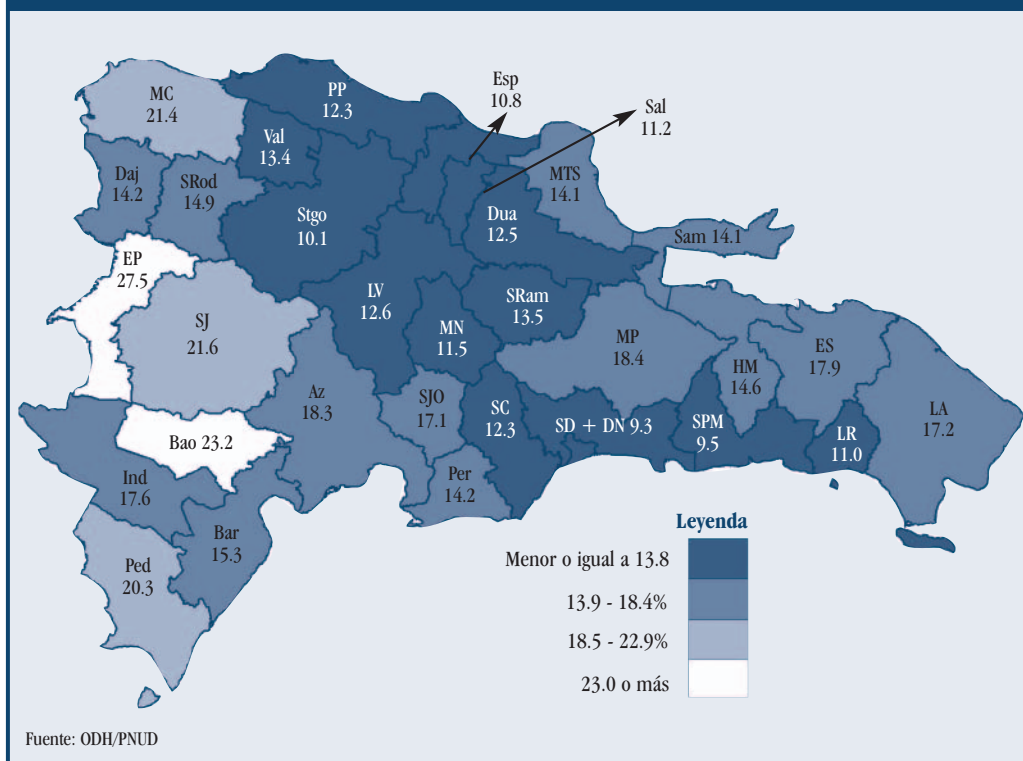 Esp
10.8
Sal
11.2
PP
12.3
MC
21.4
Val
13.4
Daj
14.2
SRod
14.9
MTS
14.1
Stgo
10.1
Dua
12.5
Sam 14.1
EP
27.5
LV
12.6
SRam
13.5
SJ
21.6
MN
11.5
MP
18.4
ES
17.9
HM
14.6
Az
18.3
SJO
17.1
SC
12.3
SD + DN 9.3
SPM
9.5
LR
11.0
LA
17.2
Bao 23.2
Ind
17.6
Per
14.2
Bar
15.3
Ped
20.3
Leyenda
Menor o igual a 13.8
13.9 - 18.4%
18.5 - 22.9%
23.0 o más
Fuente: ODH/PNUD